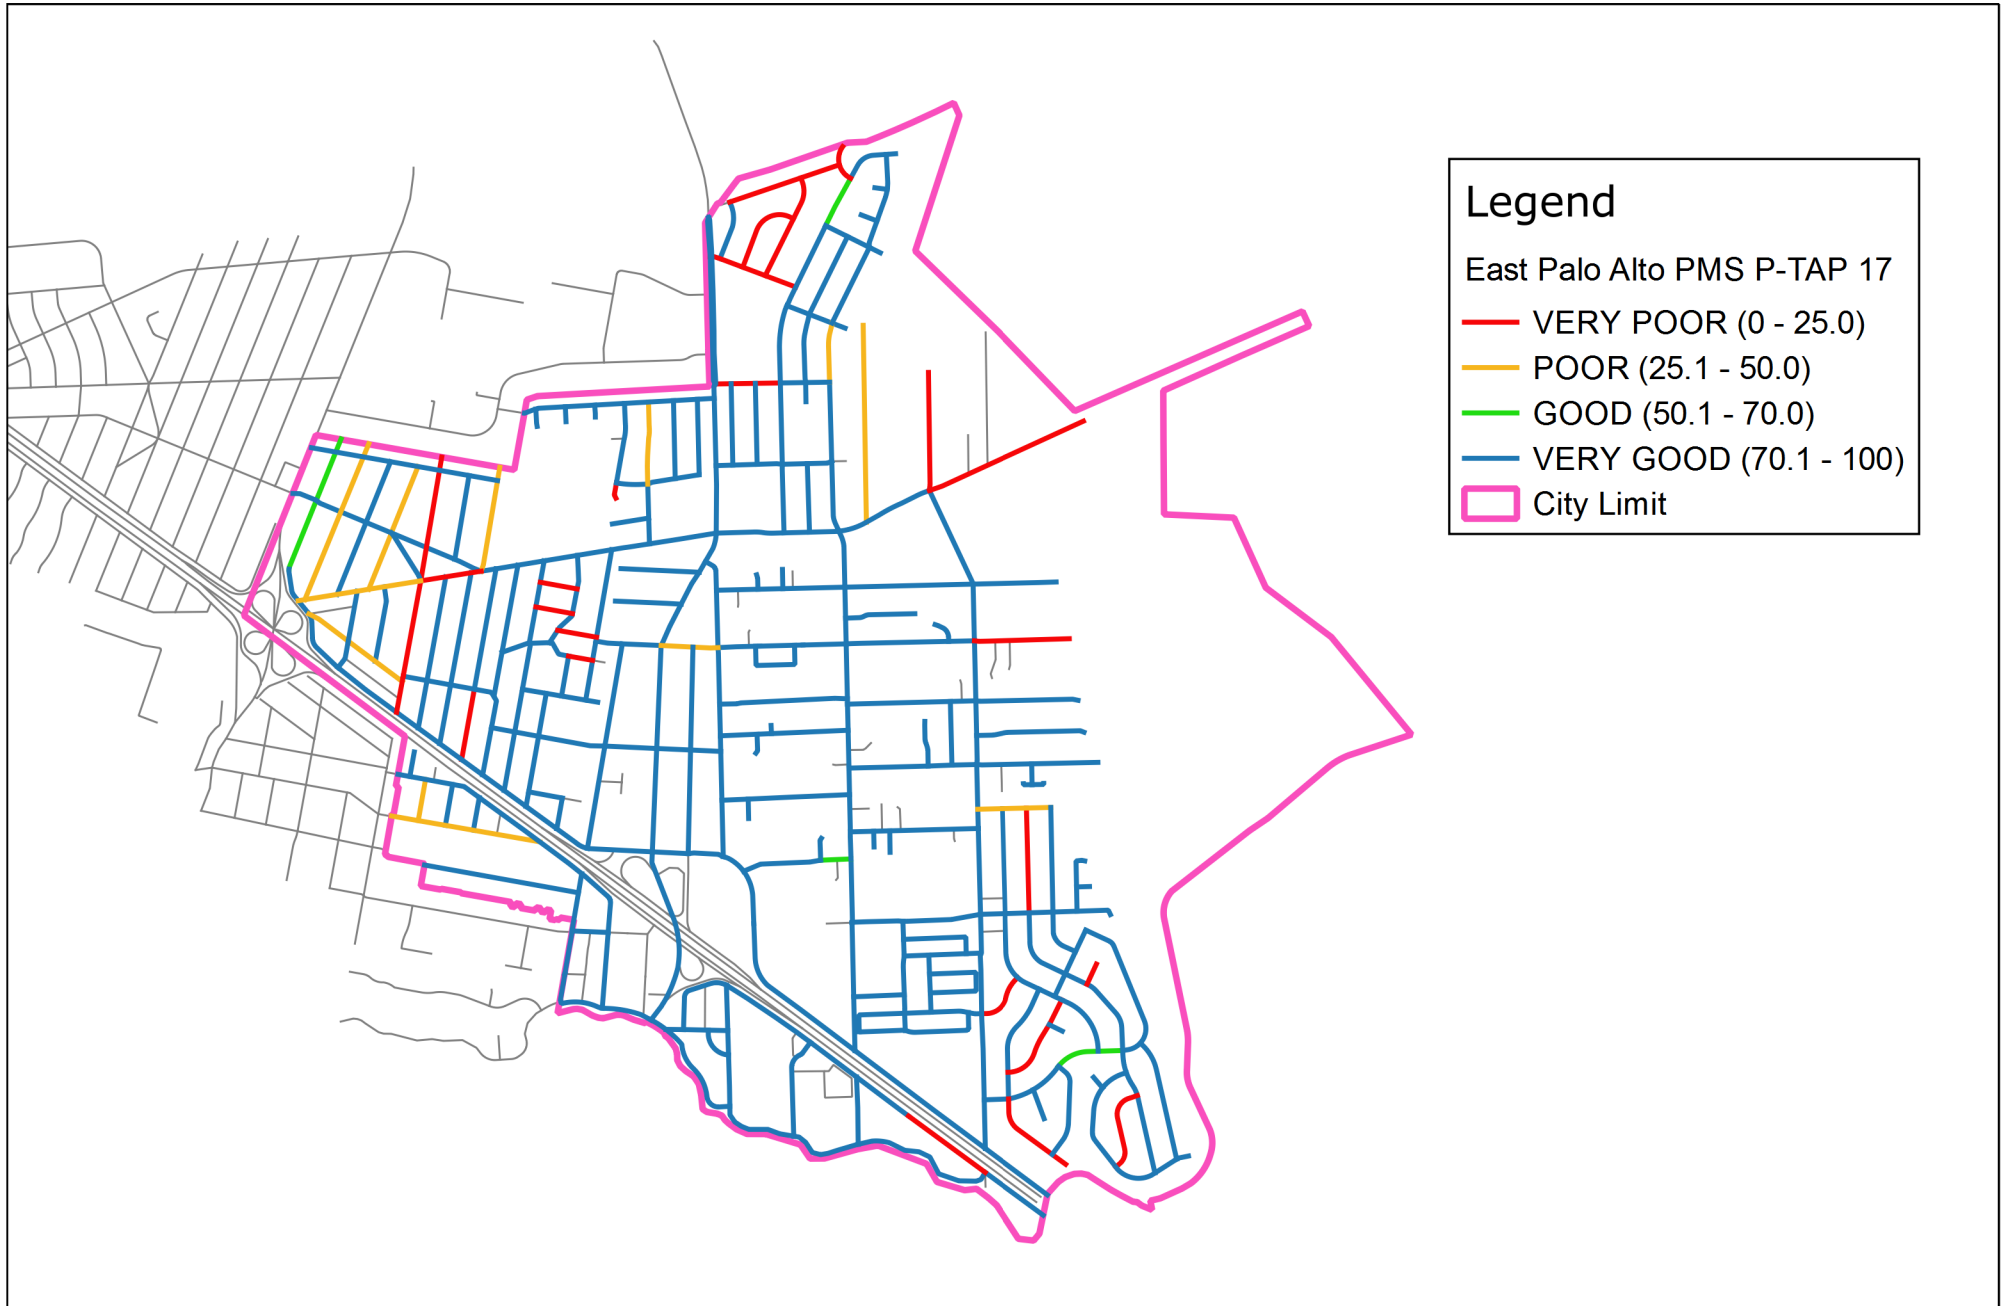 Legend
East Palo Alto PMS P-TAP 17
VERY POOR (0 - 25.0)
POOR (25.1 - 50.0)
GOOD (50.1 - 70.0)
VERY GOOD (70.1 - 100)
City Limit